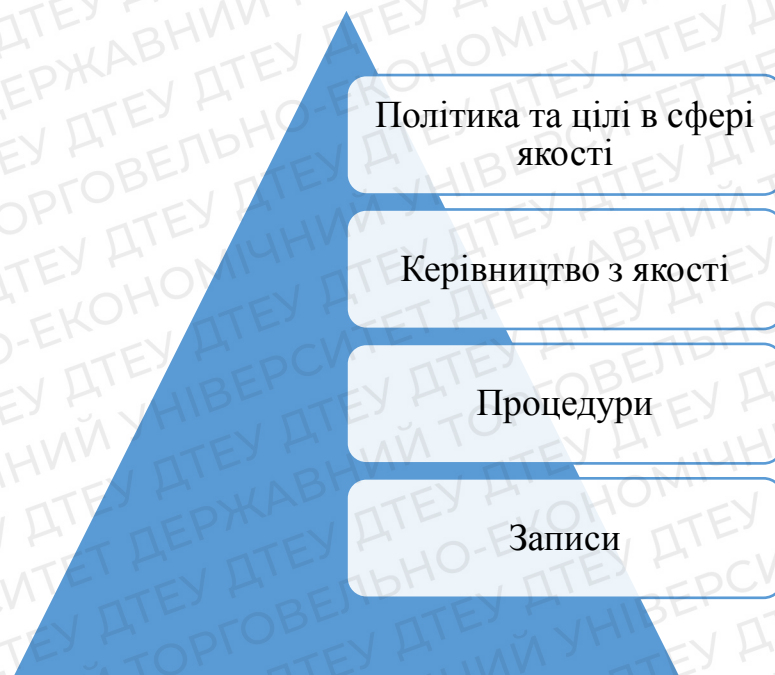 Політика та цілі в сфері
якості
Керівництво з якості
Процедури
Записи